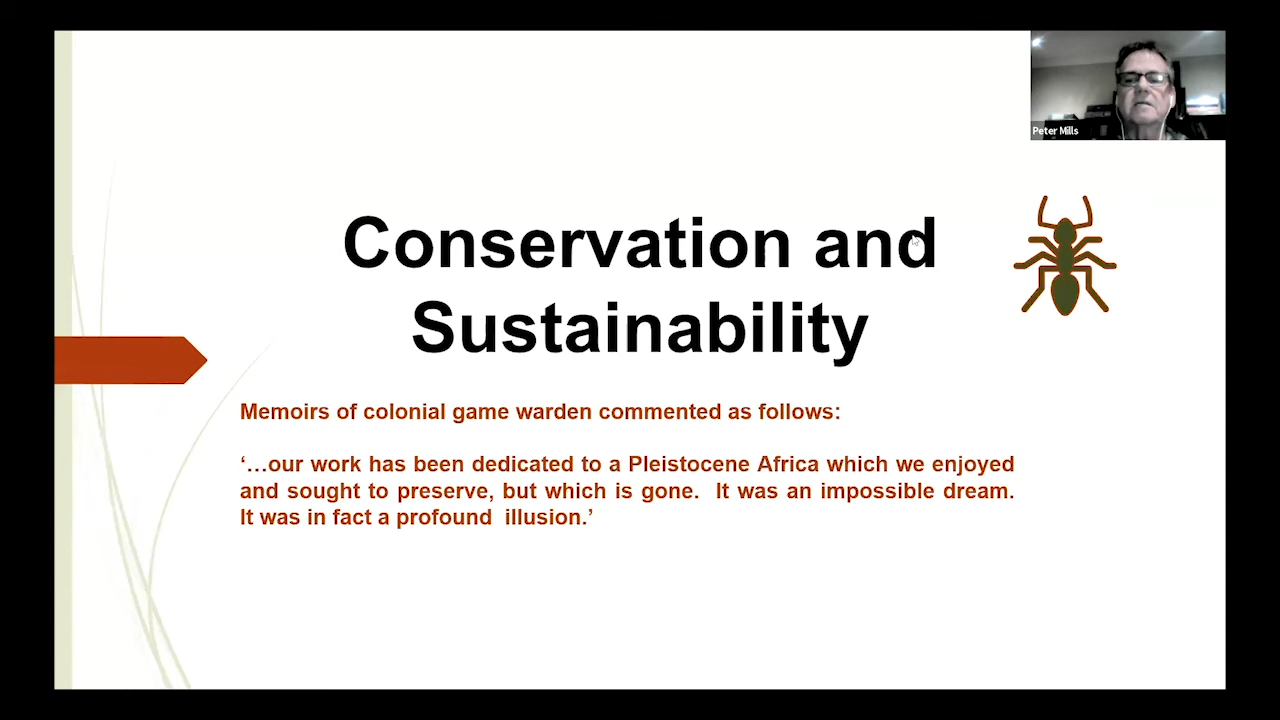 Peter Mills
Conservation and
Sustainability
Memoirs of colonial game warden commented as follows:
‘…our work has been dedicated to a Pleistocene Africa which we enjoyed
and sought to preserve, but which is gone.  It was an impossible dream.
It was in fact a profound  illusion.’